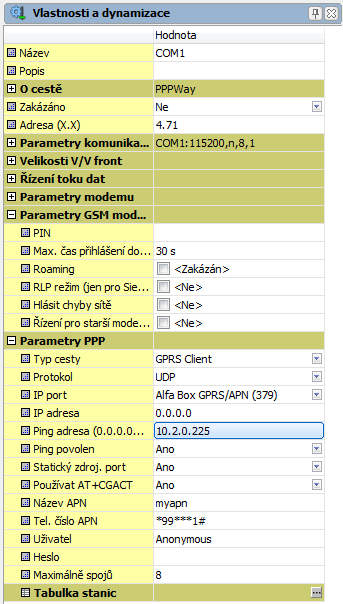 Vlastnosti a dynamizace
Hodnota
Název COM1
Popis
O cestě PPPWay
Zakázáno Ne
Adresa (X.X) 4.71
Parametry komunika... COM1:115200,n,8,1
Velikosti V/V front
Řízení toku dat
Parametry modemu
Parametry GSM mod...
PIN
Max. čas přihlášení do... 30 s
Roaming <Zakázán>
RLP režim (jen pro Sie... <Ne>
Hlásit chyby sítě <Ne>
Řízení pro starší mode... <Ne>
Parametry PPP
Typ cesty GPRS Client
Protokol UDP
IP port Alfa Box GPRS/APN (379)
IP adresa 0.0.0.0
Ping adresa (0.0.0.0... 10.2.0.225
Ping povolen Ano
Statický zdroj. port Ano
Používat AT+CGACT Ano
Název APN myapn
Tel. číslo APN *99***1#
Uživatel Anonymous
Heslo
Maximálně spojů 8
Tabulka stanic ...